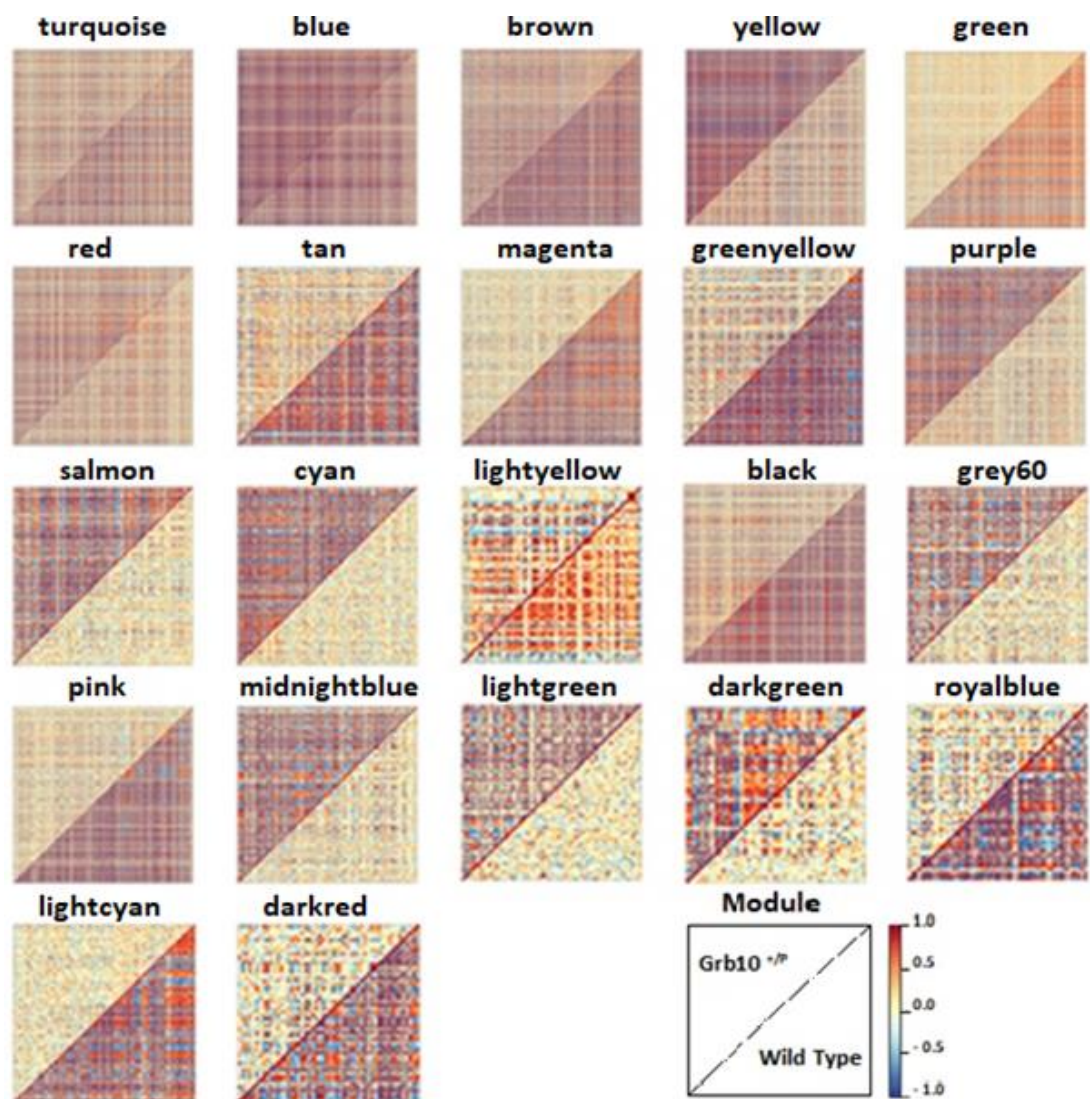 turquoise blue brown yellow green
red tan magenta greenyellow purple
salmon cyan lightyellow black grey60
pink midnightblue lightgreen darkgreen royalblue
lightcyan darkred Module
Grb10 +/P
Wild Type
1.0
0.5
0.0
- 0.5
- 1.0